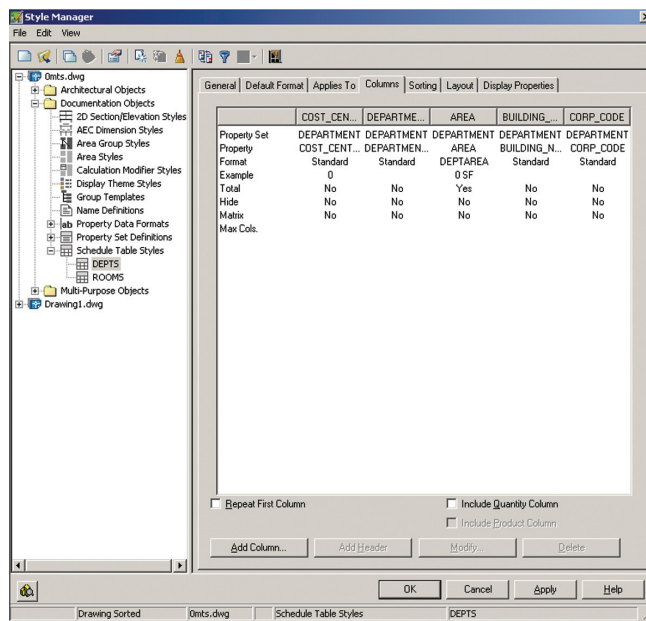 Style Manager
File Edit View
0mts.dwg
Architectural Objects
Documentation Objects
2D Section/Elevation Styles
AEC Dimension Styles
Area Group Styles
Area Styles
Calculation Modifier Styles
Display Theme Styles
Group Templates
Name Definitions
ab Property Data Formats
Property Set Definitions
Schedule Table Styles
DEPTS
ROOMS
Multi-Purpose Objects
Drawing1.dwg
General Default Format Applies To Columns Sorting Layout Display Properties
COST_CEN... DEPARTME... AREA BUILDING_... CORP_CODE
Property Set DEPARTMENT DEPARTMENT DEPARTMENT DEPARTMENT DEPARTMENT
Property COST_CENT... DEPARTMEN... AREA BUILDING_N... CORP_CODE
Format Standard Standard DEPTAREA Standard Standard
Example 0 0 SF
Total No No Yes No No
Hide No No No No No
Matrix No No No No No
Max Cols.
Repeat First Column Include Quantity Column
Include Product Column
Add Column... Add Header Modify... Delete
OK Cancel Apply Help
Drawing Sorted 0mts.dwg Schedule Table Styles DEPTS